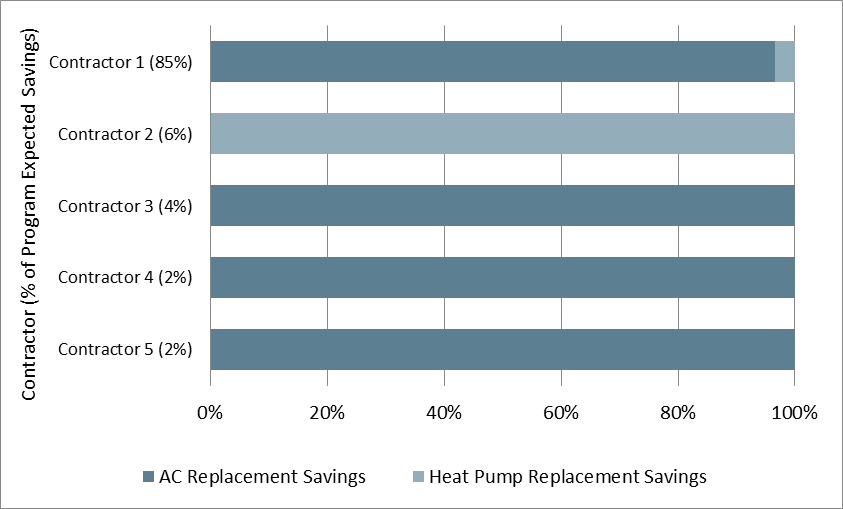 Contractor (% of Program Expected Savings)
Contractor 1 (85%)
Contractor 2 (6%)
Contractor 3 (4%)
Contractor 4 (2%)
Contractor 5 (2%)
0% 20% 40% 60% 80% 100%
AC Replacement Savings Heat Pump Replacement Savings